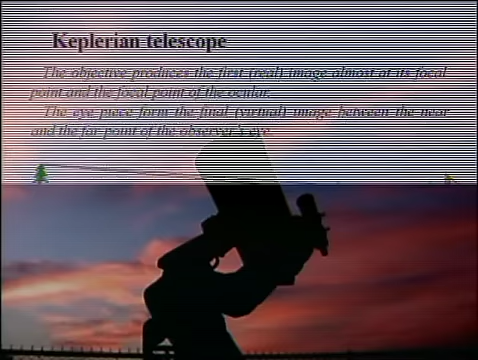 Keplerian telescope
The objective produces the first (real) image almost at its focal
point and the focal point of the ocular.
The eye piece form the final (virtual) image between the near
and the far point of the observer's eye.